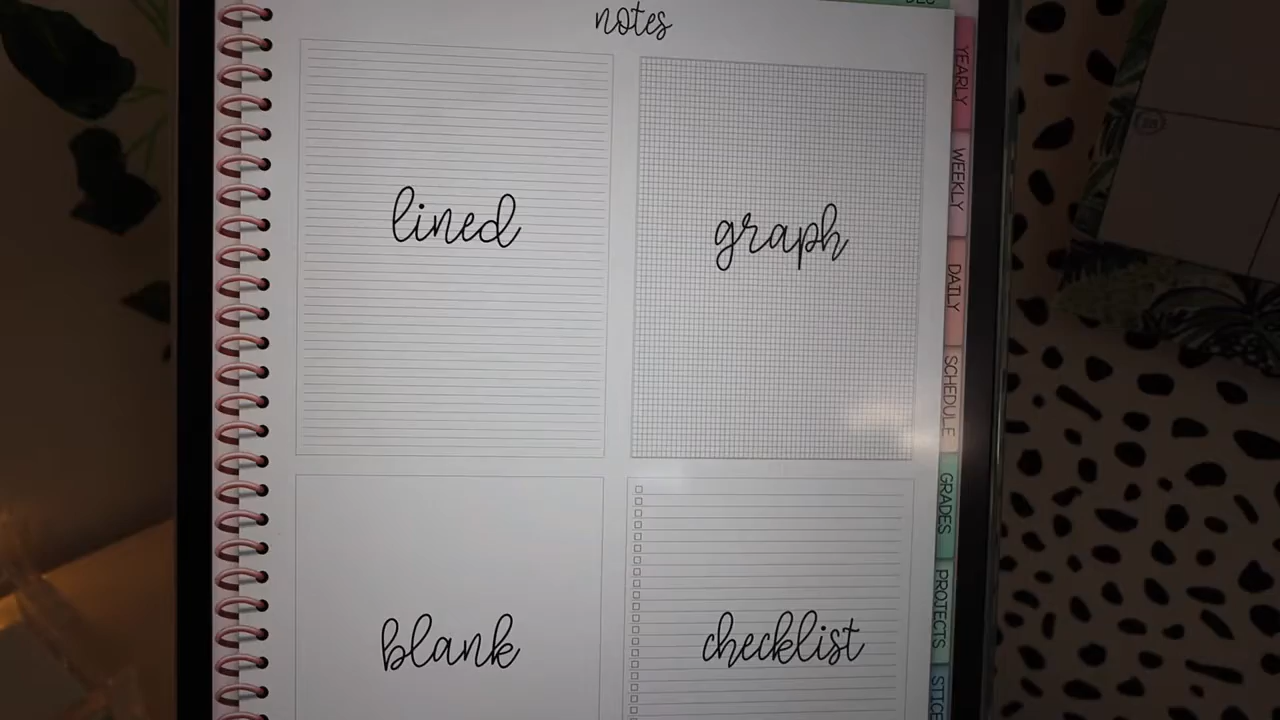 notes
lined
graph
blank
checklist
YEARLY
WEEKLY
DAILY
SCHEDULE
GRADES
PROJECTS